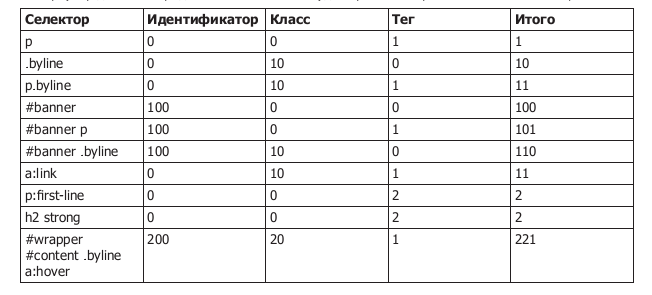 Селектор Идентификатор Класс Тег Итого
p 0 0 1 1
.byline 0 10 0 10
p.byline 0 10 1 11
#banner 100 0 0 100
#banner p 100 0 1 101
#banner .byline 100 10 0 110
a:link 0 10 1 11
p:first-line 0 0 2 2
h2 strong 0 0 2 2
#wrapper 200 20 1 221
#content .byline
a:hover